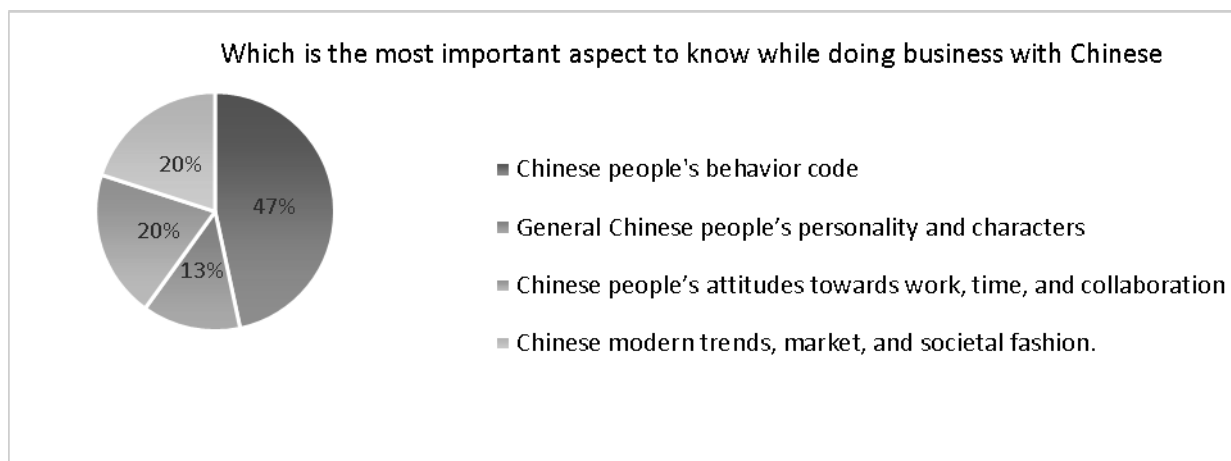 Which is the most important aspect to know while doing business with Chinese
20%
47%
20%
13%
Chinese people's behavior code
General Chinese people’s personality and characters
Chinese people’s attitudes towards work, time, and collaboration
Chinese modern trends, market, and societal fashion.